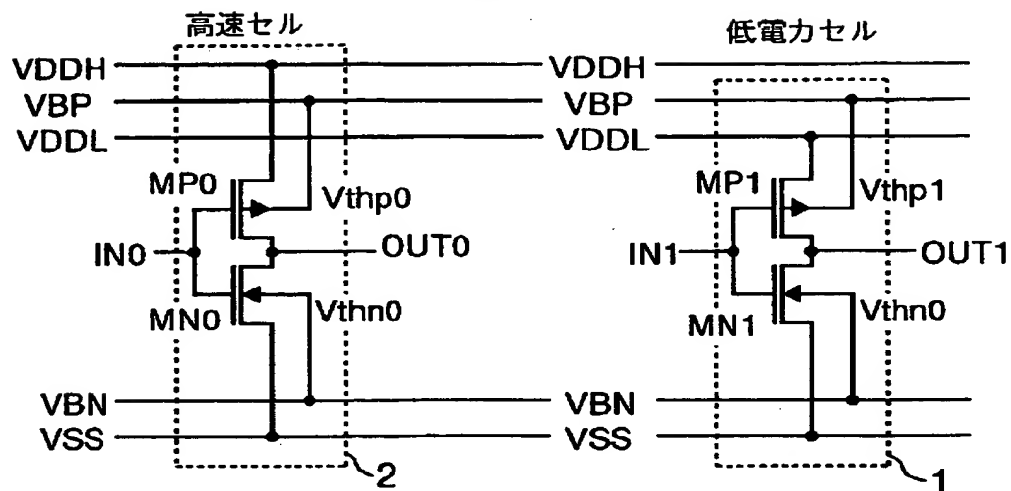 高速セル
低電力セル
VDDH
VDDH
VBP
VBP
VDDL
VDDL
MP0
Vthp0
MP1
Vthp1
IN0
OUT0
IN1
OUT1
MN0
Vthn0
MN1
Vthn0
VBN
VBN
VSS
VSS
2
1